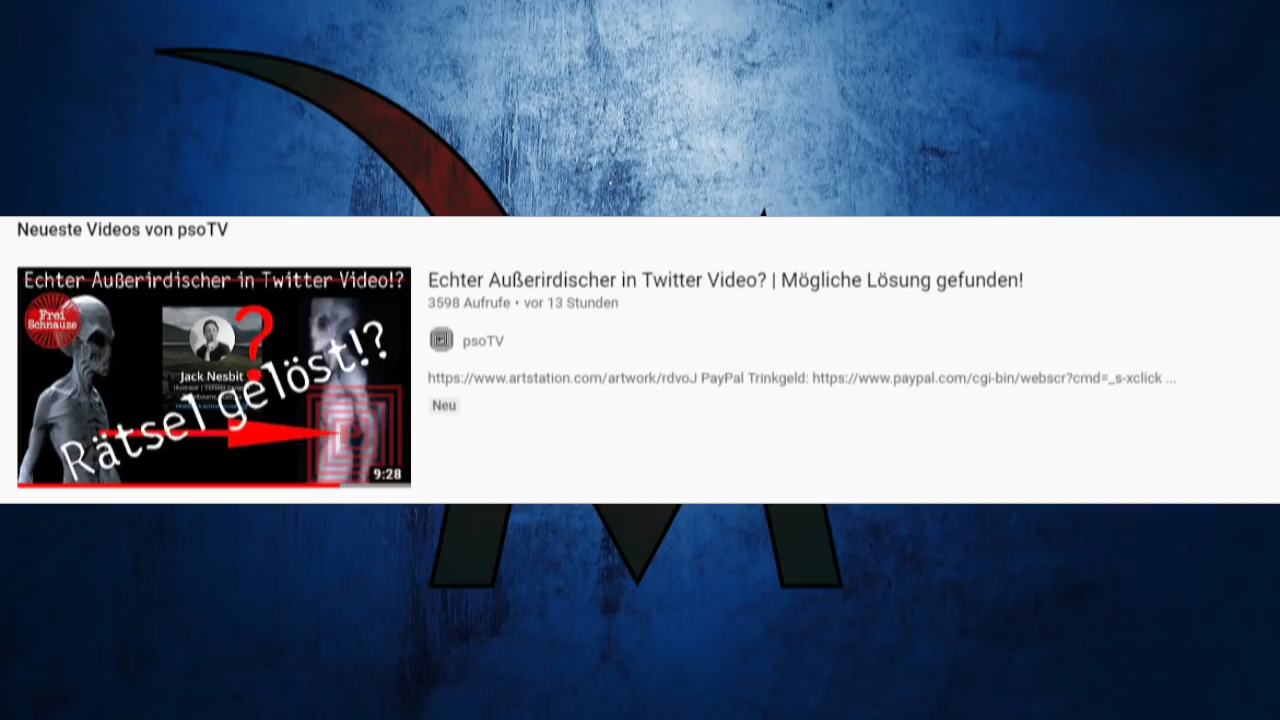 Neueste Videos von psoTV
Echter Außerirdischer in Twitter Video!?
Frei
Schnauze
?
Jack Nesbit
Rätsel gelöst!?
9:28
Echter Außerirdischer in Twitter Video? | Mögliche Lösung gefunden!
3598 Aufrufe • vor 13 Stunden
psoTV
https://www.artstation.com/artwork/rdvoJ PayPal Trinkgeld: https://www.paypal.com/cgi-bin/webscr?cmd=_s-xclick ...
Neu